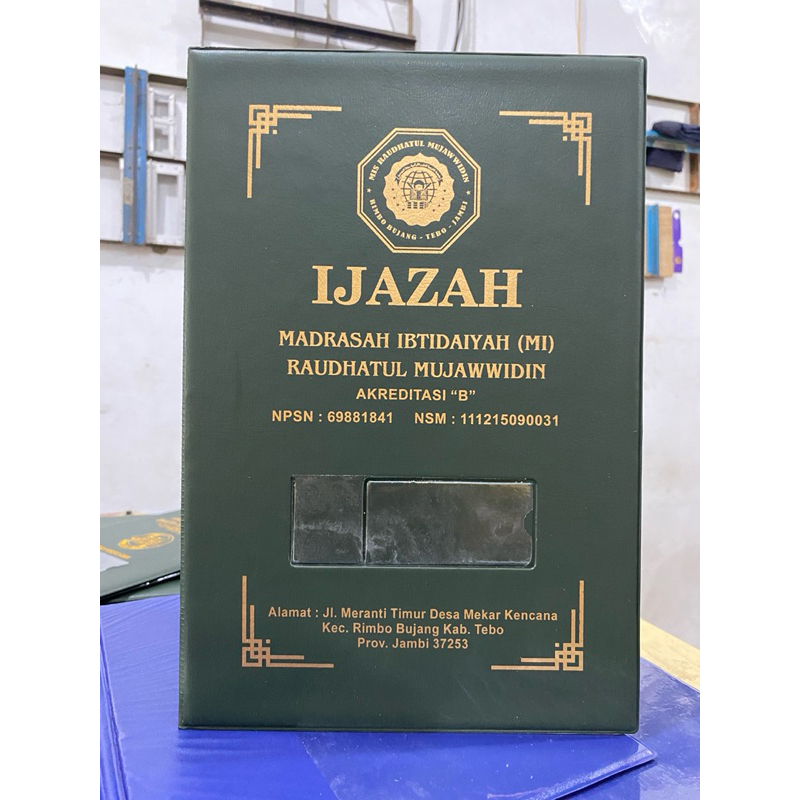 MIS RAUDHATUL MUJAWWIDIN
RIMBO BUJANG - TEBO - JAMBI
IJAZAH
MADRASAH IBTIDAIYAH (MI)
RAUDHATUL MUJAWWIDIN
AKREDITASI “B”
NPSN : 69881841 NSM : 111215090031
Alamat : Jl. Meranti Timur Desa Mekar Kencana
Kec. Rimbo Bujang Kab. Tebo
Prov. Jambi 37253